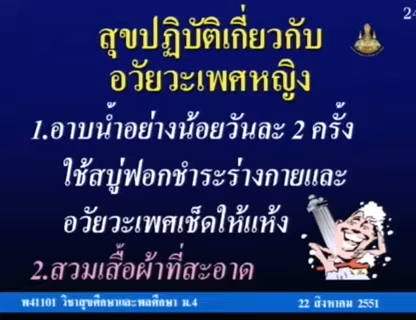 24
สุขปฏิบัติเกี่ยวกับ
อวัยวะเพศหญิง
1.อาบน้ำอย่างน้อยวันละ 2 ครั้ง
ใช้สบู่ฟอกชำระร่างกายและ
อวัยวะเพศเช็ดให้แห้ง
2.สวมเสื้อผ้าที่สะอาด
พ41101 วิชาสุขศึกษาและพลศึกษา ม.4
22 สิงหาคม 2551